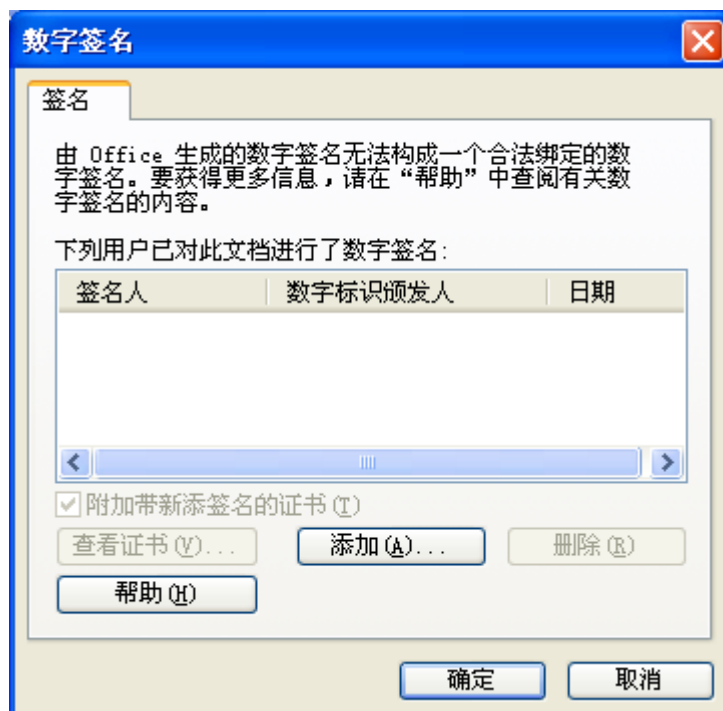 数字签名
签名
由 Office 生成的数字签名无法构成一个合法绑定的数
字签名。要获得更多信息，请在“帮助”中查阅有关数
字签名的内容。
下列用户已对此文档进行了数字签名:
签名人 数字标识颁发人 日期
附加带新添签名的证书(T)
查看证书(V)... 添加(A)... 删除(R)
帮助(H)
确定 取消